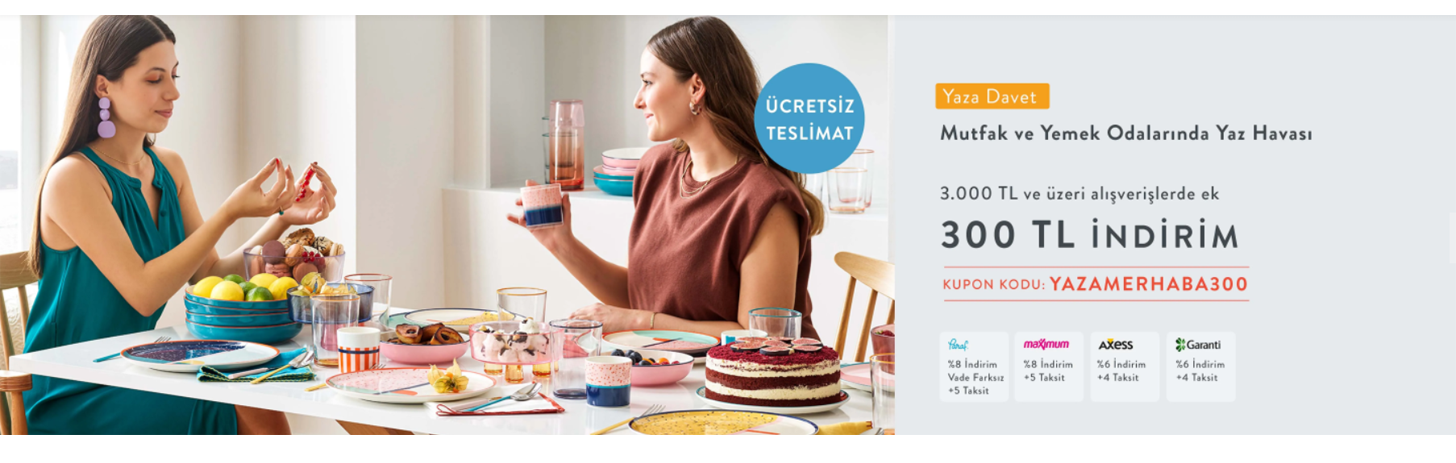 ÜCRETSİZ
TESLİMAT
Yaza Davet
Mutfak ve Yemek Odalarında Yaz Havası
3.000 TL ve üzeri alışverişlerde ek
300 TL İNDİRİM
KUPON KODU: YAZAMERHABA300
Paraf
%8 İndirim
Vade Farksız
+5 Taksit
maximum
%8 İndirim
+5 Taksit
AXESS
%6 İndirim
+4 Taksit
Garanti
%6 İndirim
+4 Taksit